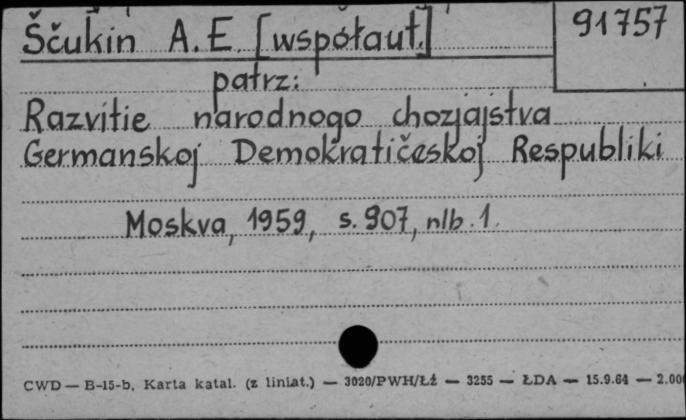 Ščukin A. E [współaut.]
91757
patrz:
Razvitie narodnogo chozjajstva
Germanskoj Demokratičeskoj Respubliki
Moskva, 1959, s. 907, nlb. 1.
CWD — B-15-b, Karta katal. (z liniat.) — 3020/PWH/Łź — 3255 — ŁDA — 15.9.64 — 2.00